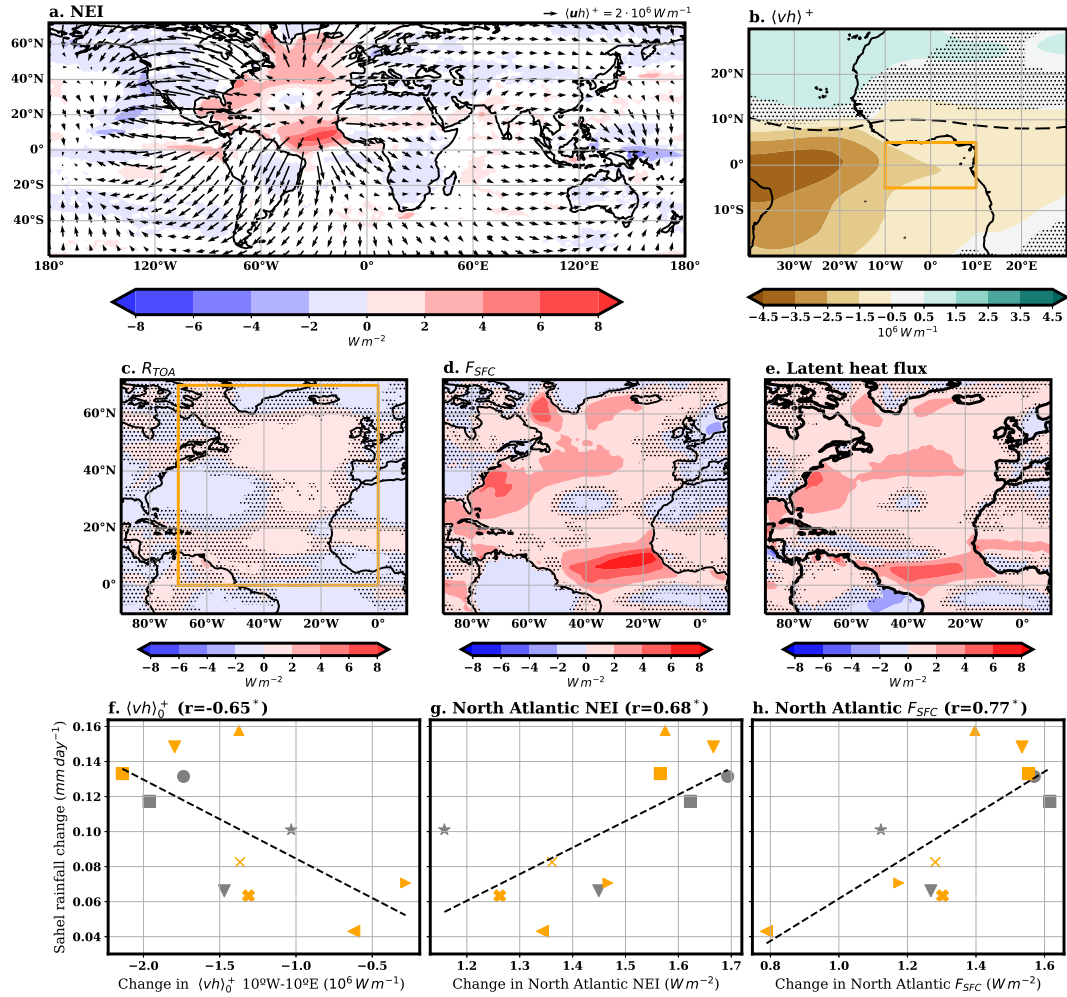 a. NEI
⟨uh⟩⁺ = 2 · 10⁶ W m⁻¹
b. ⟨vh⟩⁺
60°N
40°N
20°N
0°
20°S
40°S
180° 120°W 60°W 0° 60°E 120°E 180°
20°N
10°N
0°
10°S
30°W 20°W 10°W 0° 10°E 20°E
−8 −6 −4 −2 0 2 4 6 8
W m⁻²
−4.5 −3.5 −2.5 −1.5 −0.5 0.5 1.5 2.5 3.5 4.5
10⁶ W m⁻¹
c. R_TOA
d. F_SFC
e. Latent heat flux
60°N
40°N
20°N
0°
80°W 60°W 40°W 20°W 0°
80°W 60°W 40°W 20°W 0°
80°W 60°W 40°W 20°W 0°
−8 −6 −4 −2 0 2 4 6 8
W m⁻²
−8 −6 −4 −2 0 2 4 6 8
W m⁻²
−8 −6 −4 −2 0 2 4 6 8
W m⁻²
f. ⟨vh⟩₀⁺ (r=-0.65*)
g. North Atlantic NEI (r=0.68*)
h. North Atlantic F_SFC (r=0.77*)
Sahel rainfall change (mm day⁻¹)
0.16
0.14
0.12
0.10
0.08
0.06
0.04
−2.0 −1.5 −1.0 −0.5
Change in ⟨vh⟩₀⁺ 10ºW-10ºE (10⁶ W m⁻¹)
1.2 1.3 1.4 1.5 1.6 1.7
Change in North Atlantic NEI (W m⁻²)
0.8 1.0 1.2 1.4 1.6
Change in North Atlantic F_SFC (W m⁻²)